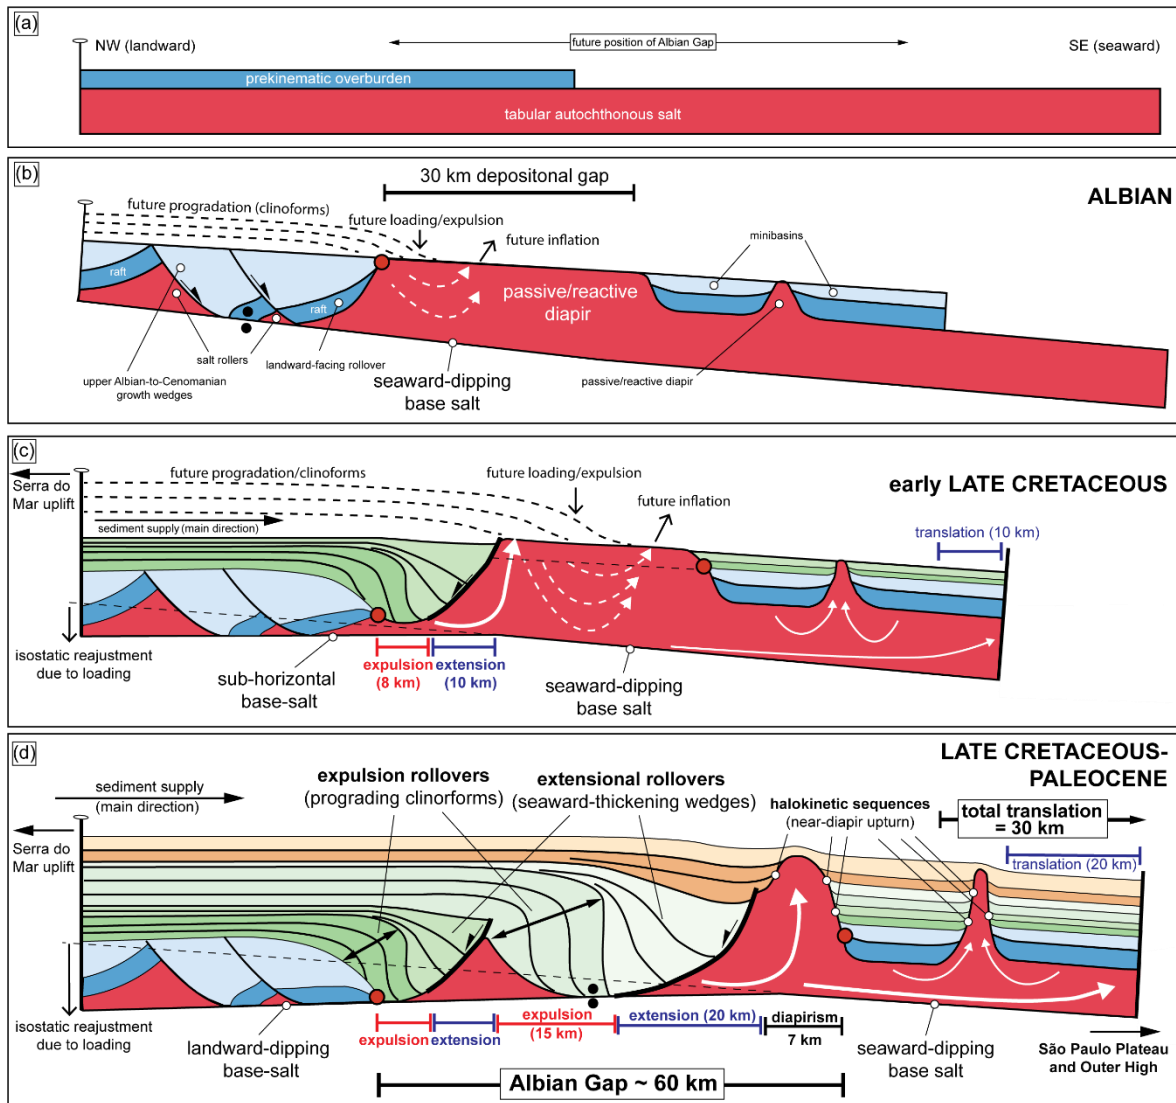 (a)
NW (landward)
future position of Albian Gap
SE (seaward)
prekinematic overburden
tabular autochthonous salt
(b)
30 km depositonal gap
ALBIAN
future progradation (clinoforms)
future loading/expulsion
future inflation
minibasins
raft
raft
passive/reactive
diapir
salt rollers
landward-facing rollover
upper Albian-to-Cenomanian
growth wedges
seaward-dipping
base salt
passive/reactive diapir
(c)
Serra do
Mar uplift
future progradation/clinoforms
future loading/expulsion
future inflation
early LATE CRETACEOUS
sediment supply (main direction)
translation (10 km)
isostatic reajustment
due to loading
sub-horizontal
base-salt
expulsion
(8 km)
extension
(10 km)
seaward-dipping
base salt
(d)
LATE CRETACEOUS-
PALEOCENE
sediment supply
(main direction)
expulsion rollovers
(prograding clinorforms)
extensional rollovers
(seaward-thickening wedges)
halokinetic sequences
(near-diapir upturn)
total translation
= 30 km
Serra do
Mar uplift
translation (20 km)
isostatic reajustment
due to loading
landward-dipping
base-salt
expulsion
extension
expulsion
(15 km)
extension (20 km)
diapirism
7 km
seaward-dipping
base salt
São Paulo Plateau
and Outer High
Albian Gap ~ 60 km